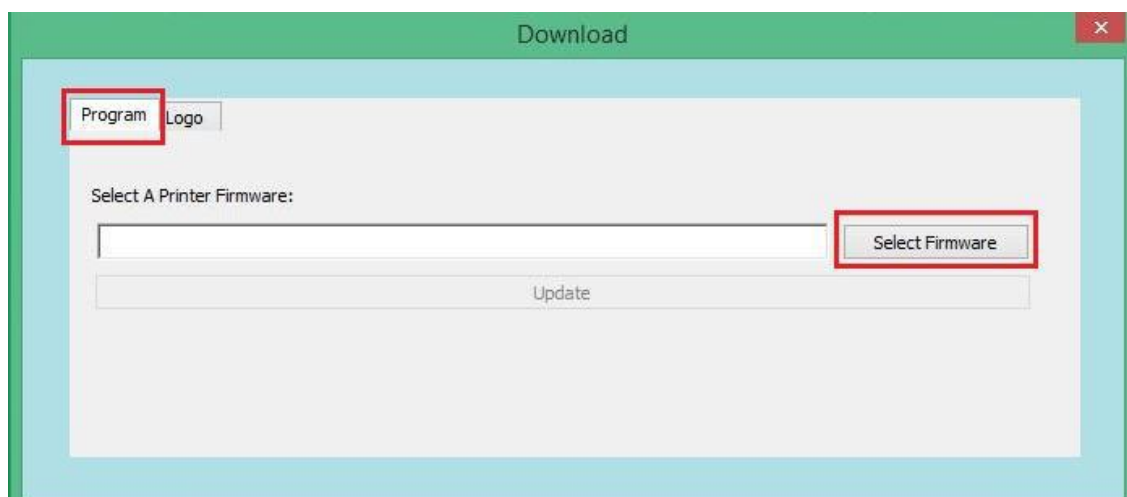 Download
Program Logo
Select A Printer Firmware:
Select Firmware
Update